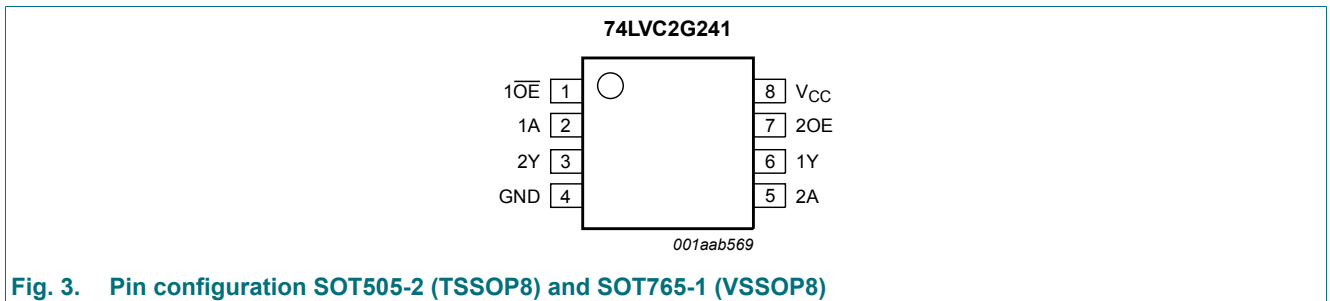 74LVC2G241
1O̅E̅ 1 8 VCC
1A 2 7 2OE
2Y 3 6 1Y
GND 4 5 2A
001aab569
Fig. 3. Pin configuration SOT505-2 (TSSOP8) and SOT765-1 (VSSOP8)